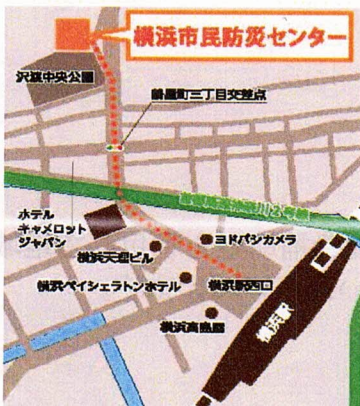 横浜市民防災センター
沢渡中央公園
鶴屋町三丁目交差点
ホテル
キャメロット
ジャパン
横浜天理ビル
ヨドバシカメラ
横浜ベイシェラトンホテル
横浜駅西口
横浜高島屋
横浜駅